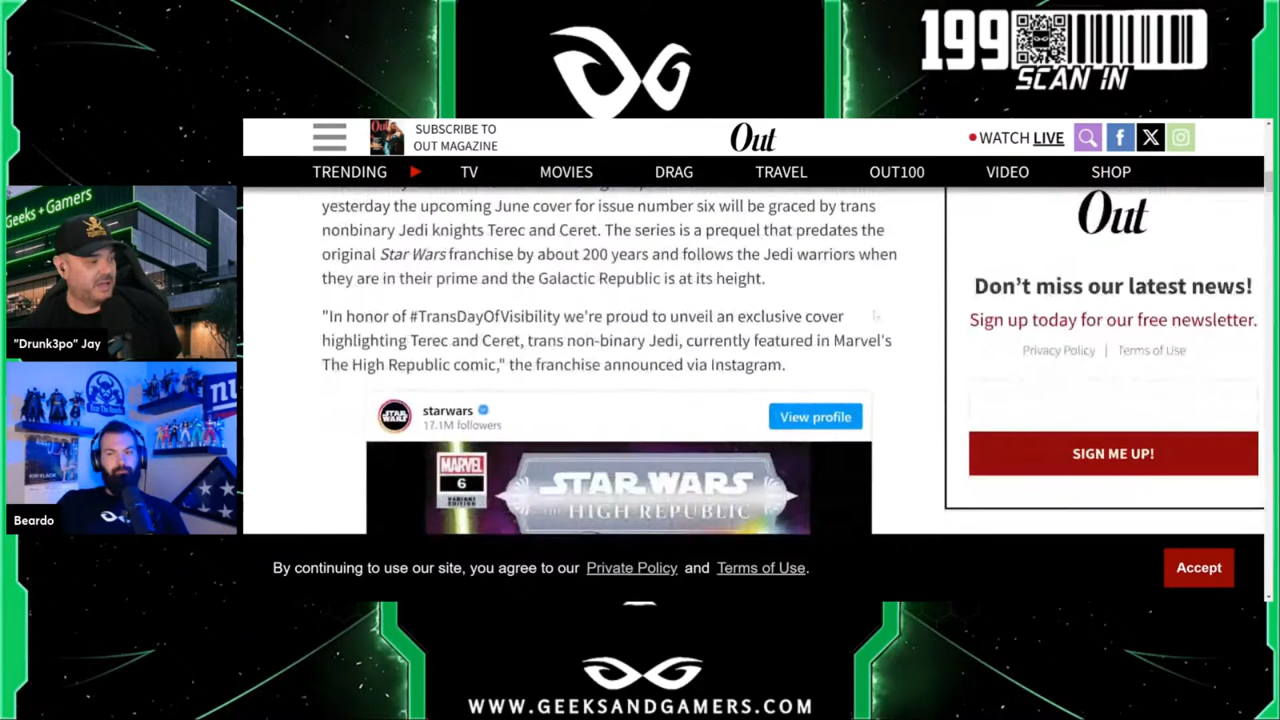 199
SCAN IN
SUBSCRIBE TO
OUT MAGAZINE
Out
WATCH LIVE
TRENDING TV MOVIES DRAG TRAVEL OUT100 VIDEO SHOP
yesterday the upcoming June cover for issue number six will be graced by trans
nonbinary Jedi knights Terec and Ceret. The series is a prequel that predates the
original Star Wars franchise by about 200 years and follows the Jedi warriors when
they are in their prime and the Galactic Republic is at its height.
"In honor of #TransDayOfVisibility we're proud to unveil an exclusive cover
highlighting Terec and Ceret, trans non-binary Jedi, currently featured in Marvel's
The High Republic comic," the franchise announced via Instagram.
starwars
17.1M followers
View profile
MARVEL
6
VARIANT
EDITION
STAR WARS
THE HIGH REPUBLIC
Out
Don't miss our latest news!
Sign up today for our free newsletter.
Privacy Policy | Terms of Use
SIGN ME UP!
By continuing to use our site, you agree to our Private Policy and Terms of Use.
Accept
Geeks + Gamers
"Drunk3po" Jay
Beardo
WWW.GEEKSANDGAMERS.COM